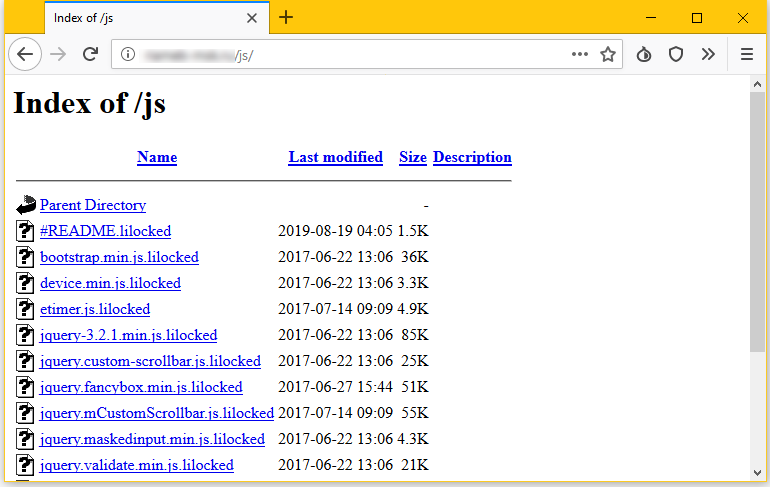 Index of /js
/js/
Index of /js
Name Last modified Size Description
Parent Directory -
#README.lilocked 2019-08-19 04:05 1.5K
bootstrap.min.js.lilocked 2017-06-22 13:06 36K
device.min.js.lilocked 2017-06-22 13:06 3.3K
etimer.js.lilocked 2017-07-14 09:09 4.9K
jquery-3.2.1.min.js.lilocked 2017-06-22 13:06 85K
jquery.custom-scrollbar.js.lilocked 2017-06-22 13:06 25K
jquery.fancybox.min.js.lilocked 2017-06-27 15:44 51K
jquery.mCustomScrollbar.js.lilocked 2017-07-14 09:09 55K
jquery.maskedinput.min.js.lilocked 2017-06-22 13:06 4.3K
jquery.validate.min.js.lilocked 2017-06-22 13:06 21K